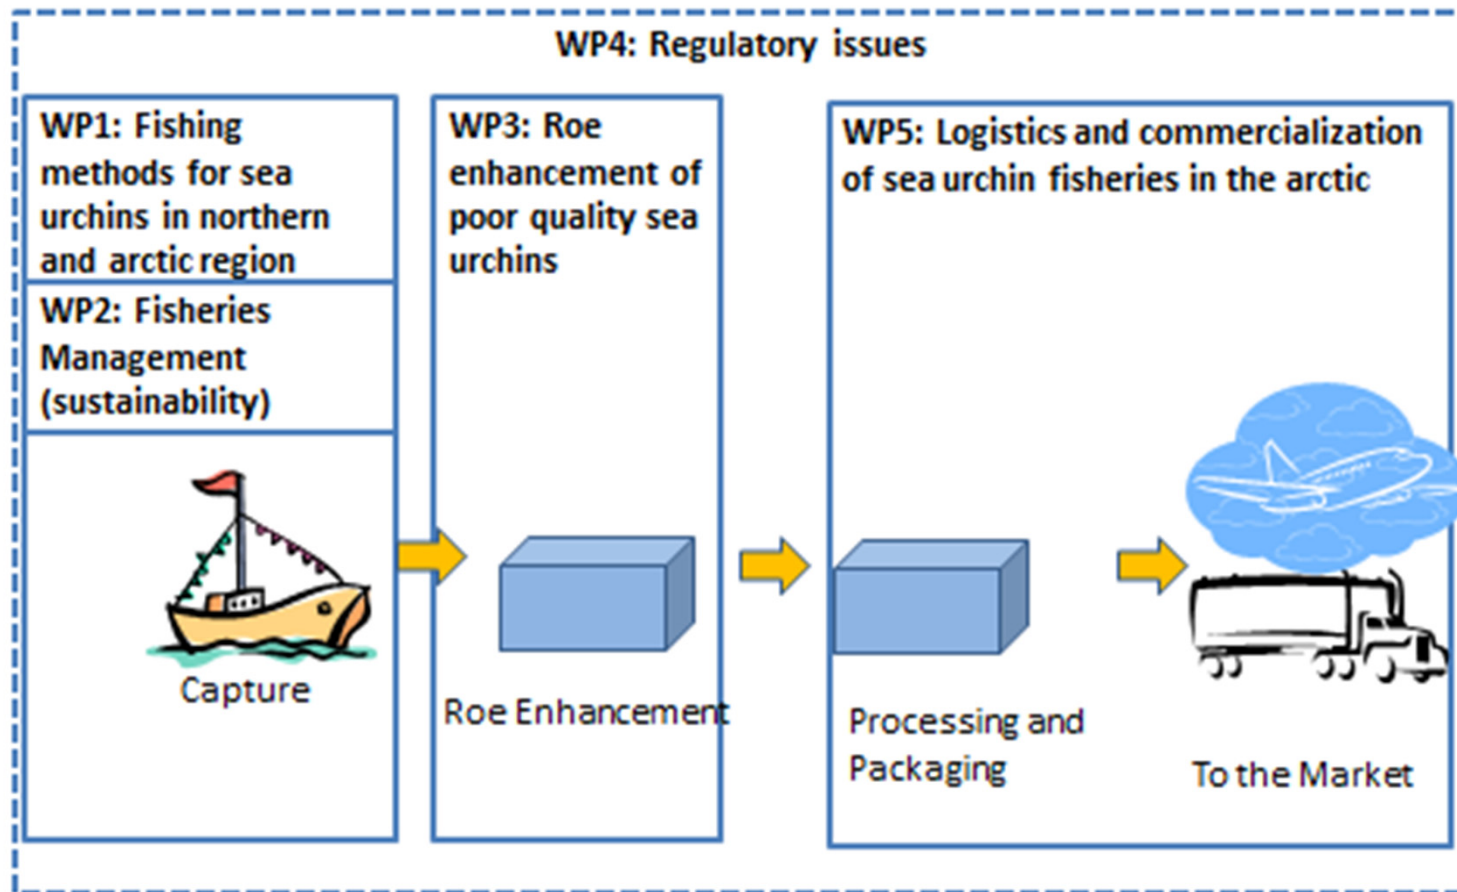 WP4: Regulatory issues
WP1: Fishing
methods for sea
urchins in northern
and arctic region
WP2: Fisheries
Management
(sustainability)
Capture
WP3: Roe
enhancement of
poor quality sea
urchins
Roe Enhancement
WP5: Logistics and commercialization
of sea urchin fisheries in the arctic
Processing and
Packaging
To the Market